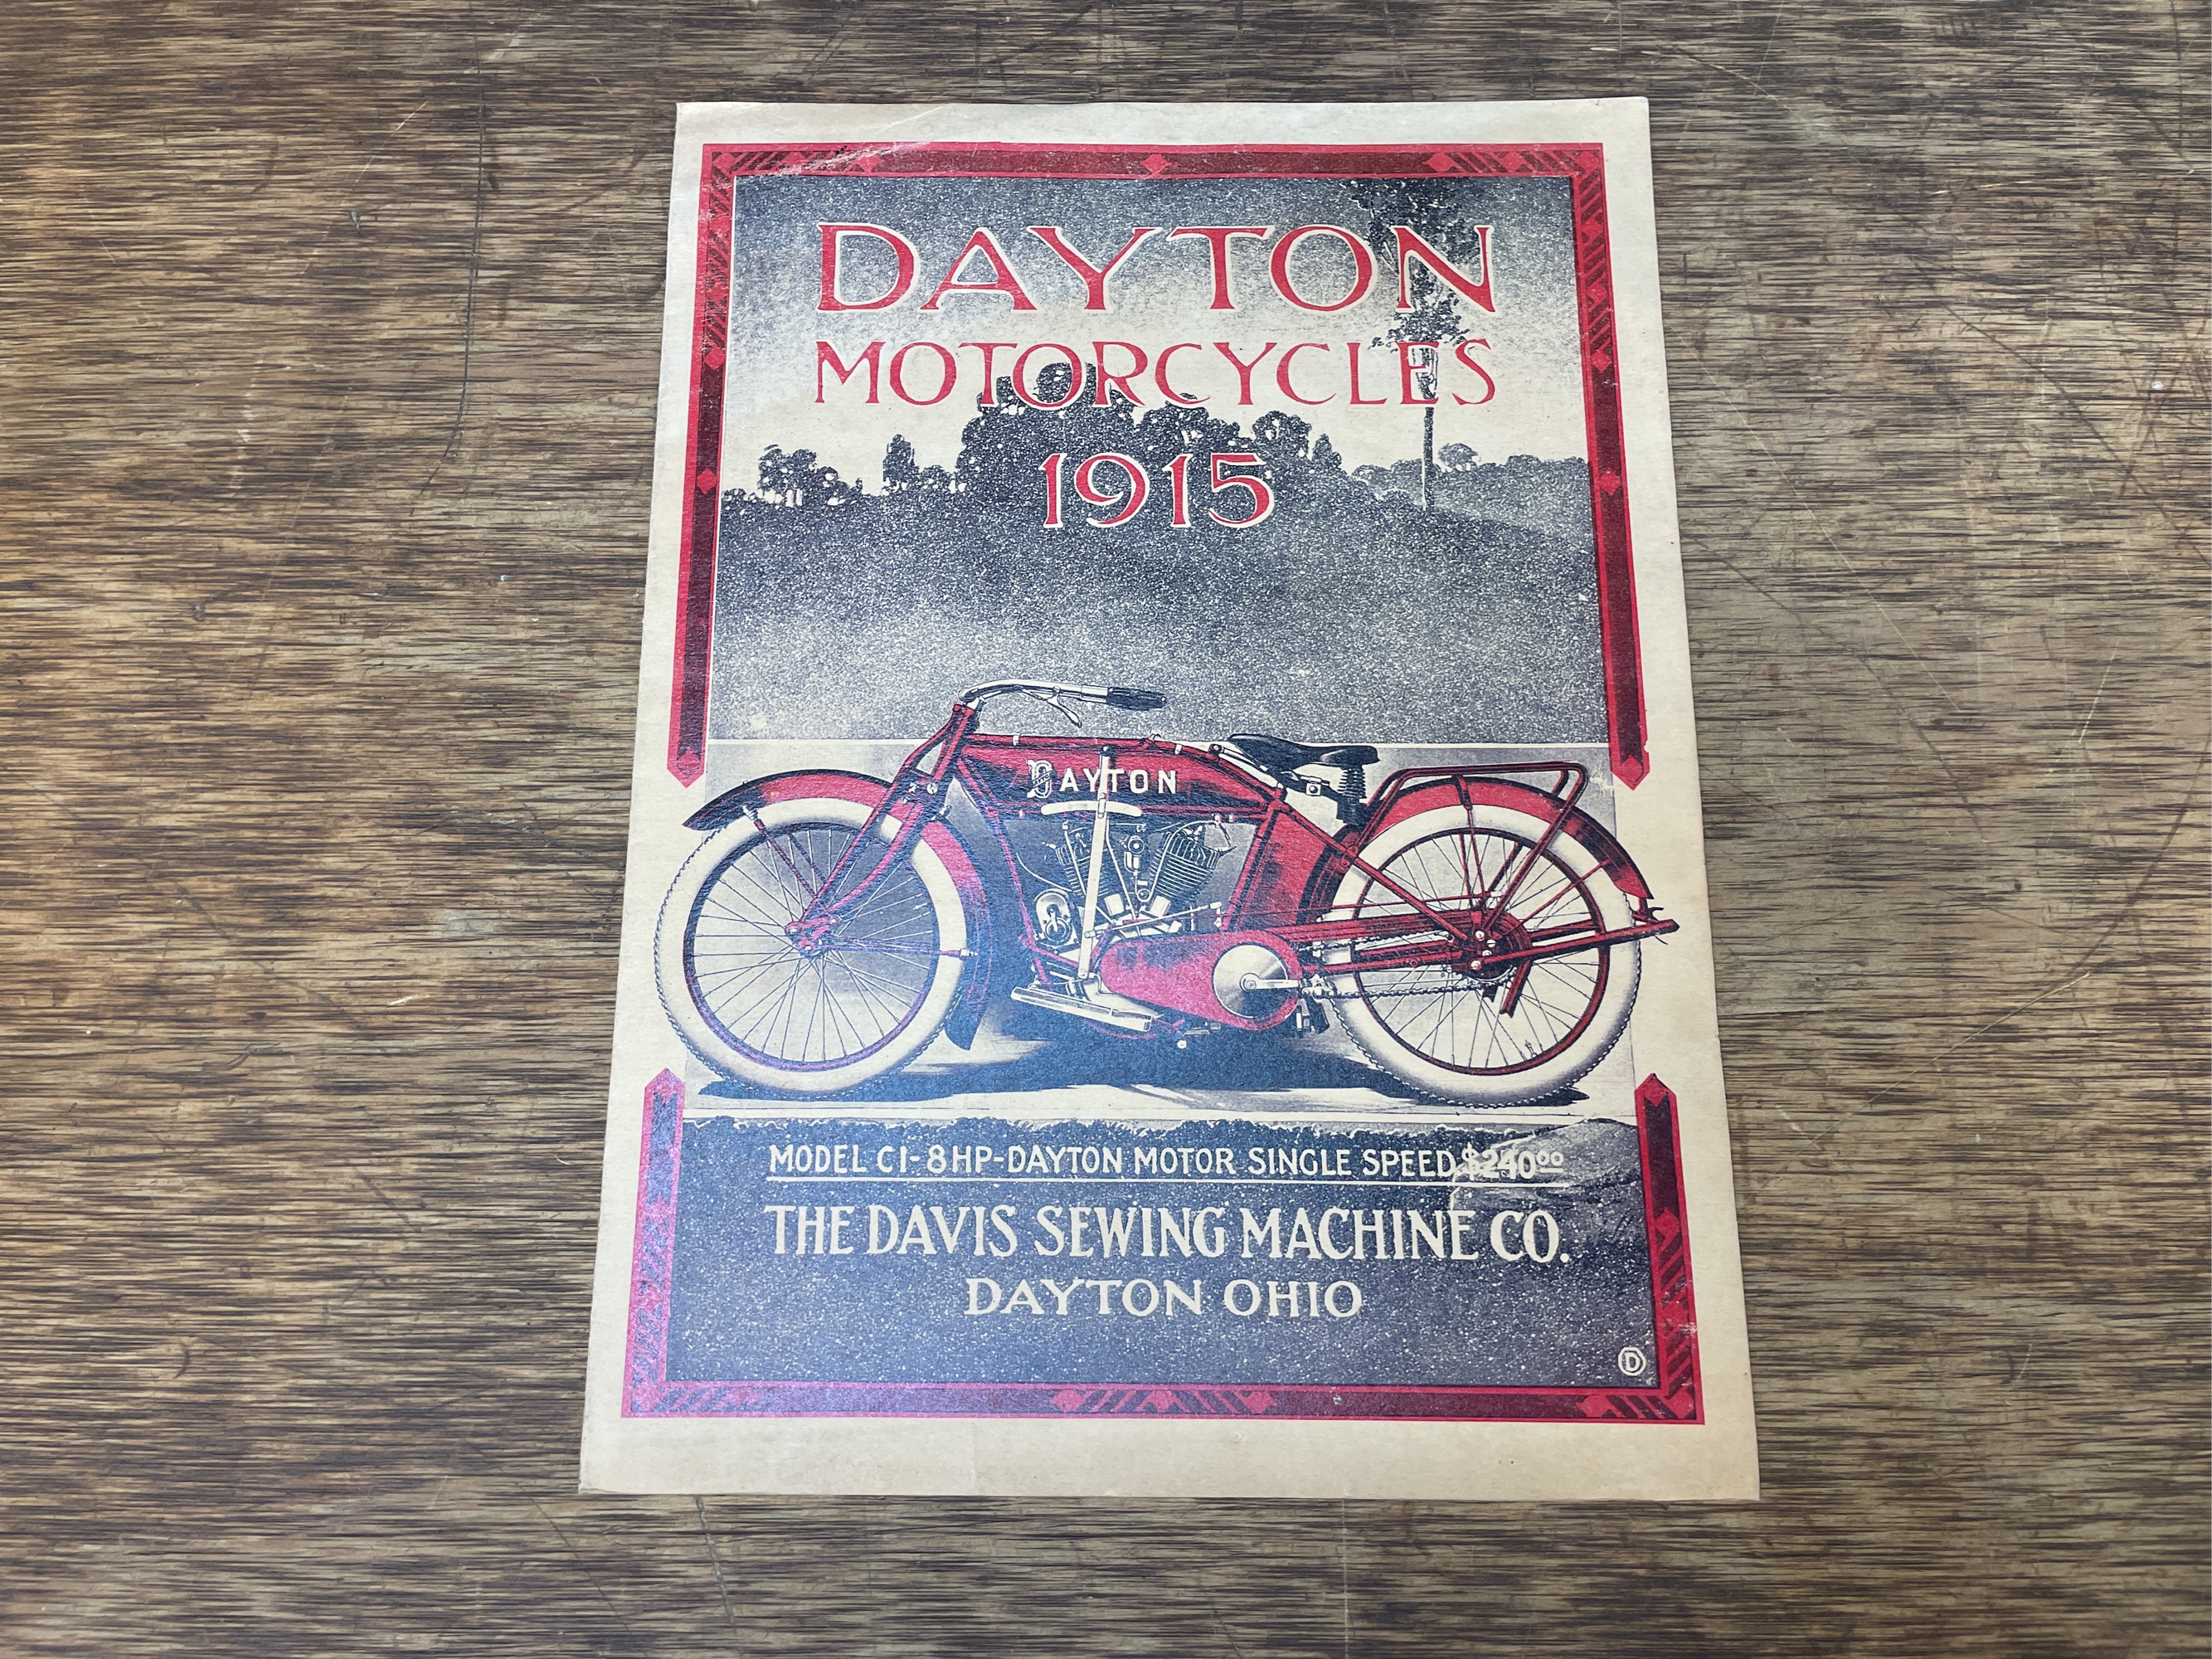 DAYTON
MOTORCYCLES
1915
DAYTON
MODEL C1-8HP-DAYTON MOTOR SINGLE SPEED $240.00
THE DAVIS SEWING MACHINE CO.
DAYTON OHIO
D